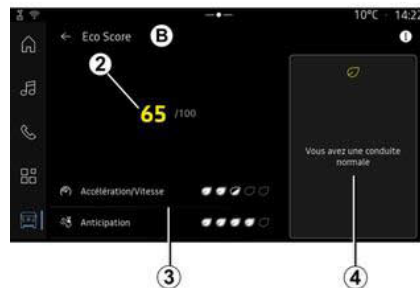 10°C 14:22
← Eco Score
B
2
65 /100
Vous avez une conduite
normale
Accélération/Vitesse
Anticipation
3
4